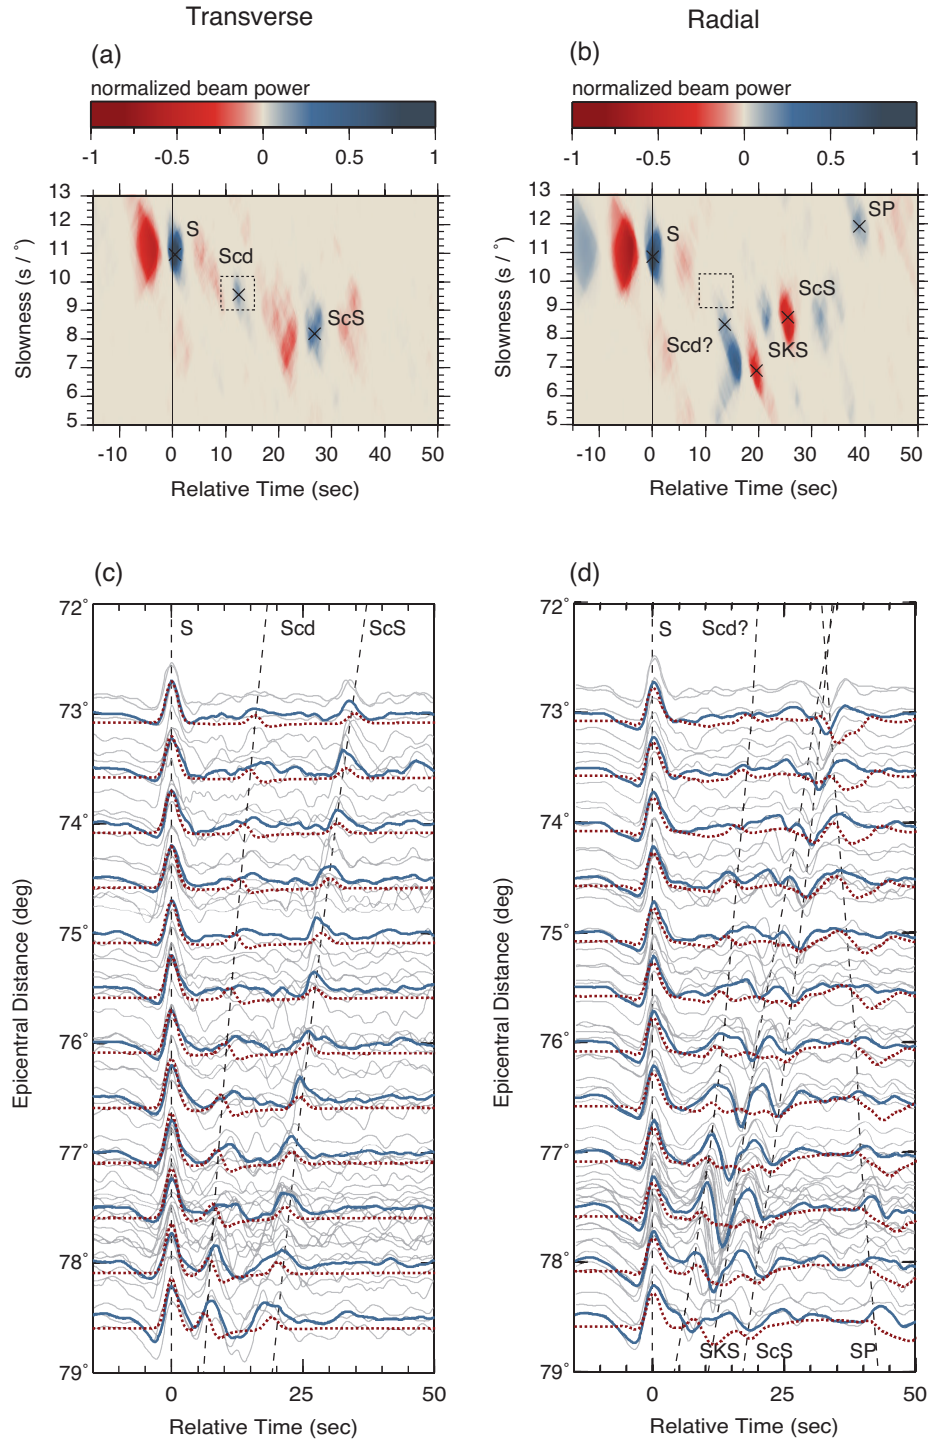 Transverse
Radial
(a)
(b)
normalized beam power
normalized beam power
-1 -0.5 0 0.5 1
-1 -0.5 0 0.5 1
13
12
11
10
9
8
7
6
5
Slowness (s / °)
S
Scd
ScS
-10 0 10 20 30 40 50
Relative Time (sec)
13
12
11
10
9
8
7
6
5
Slowness (s / °)
S
SP
ScS
Scd?
SKS
-10 0 10 20 30 40 50
Relative Time (sec)
(c)
72°
73°
74°
75°
76°
77°
78°
79°
Epicentral Distance (deg)
S
Scd
ScS
0 25 50
Relative Time (sec)
(d)
72°
73°
74°
75°
76°
77°
78°
79°
Epicentral Distance (deg)
S
Scd?
SKS
ScS
SP
0 25 50
Relative Time (sec)